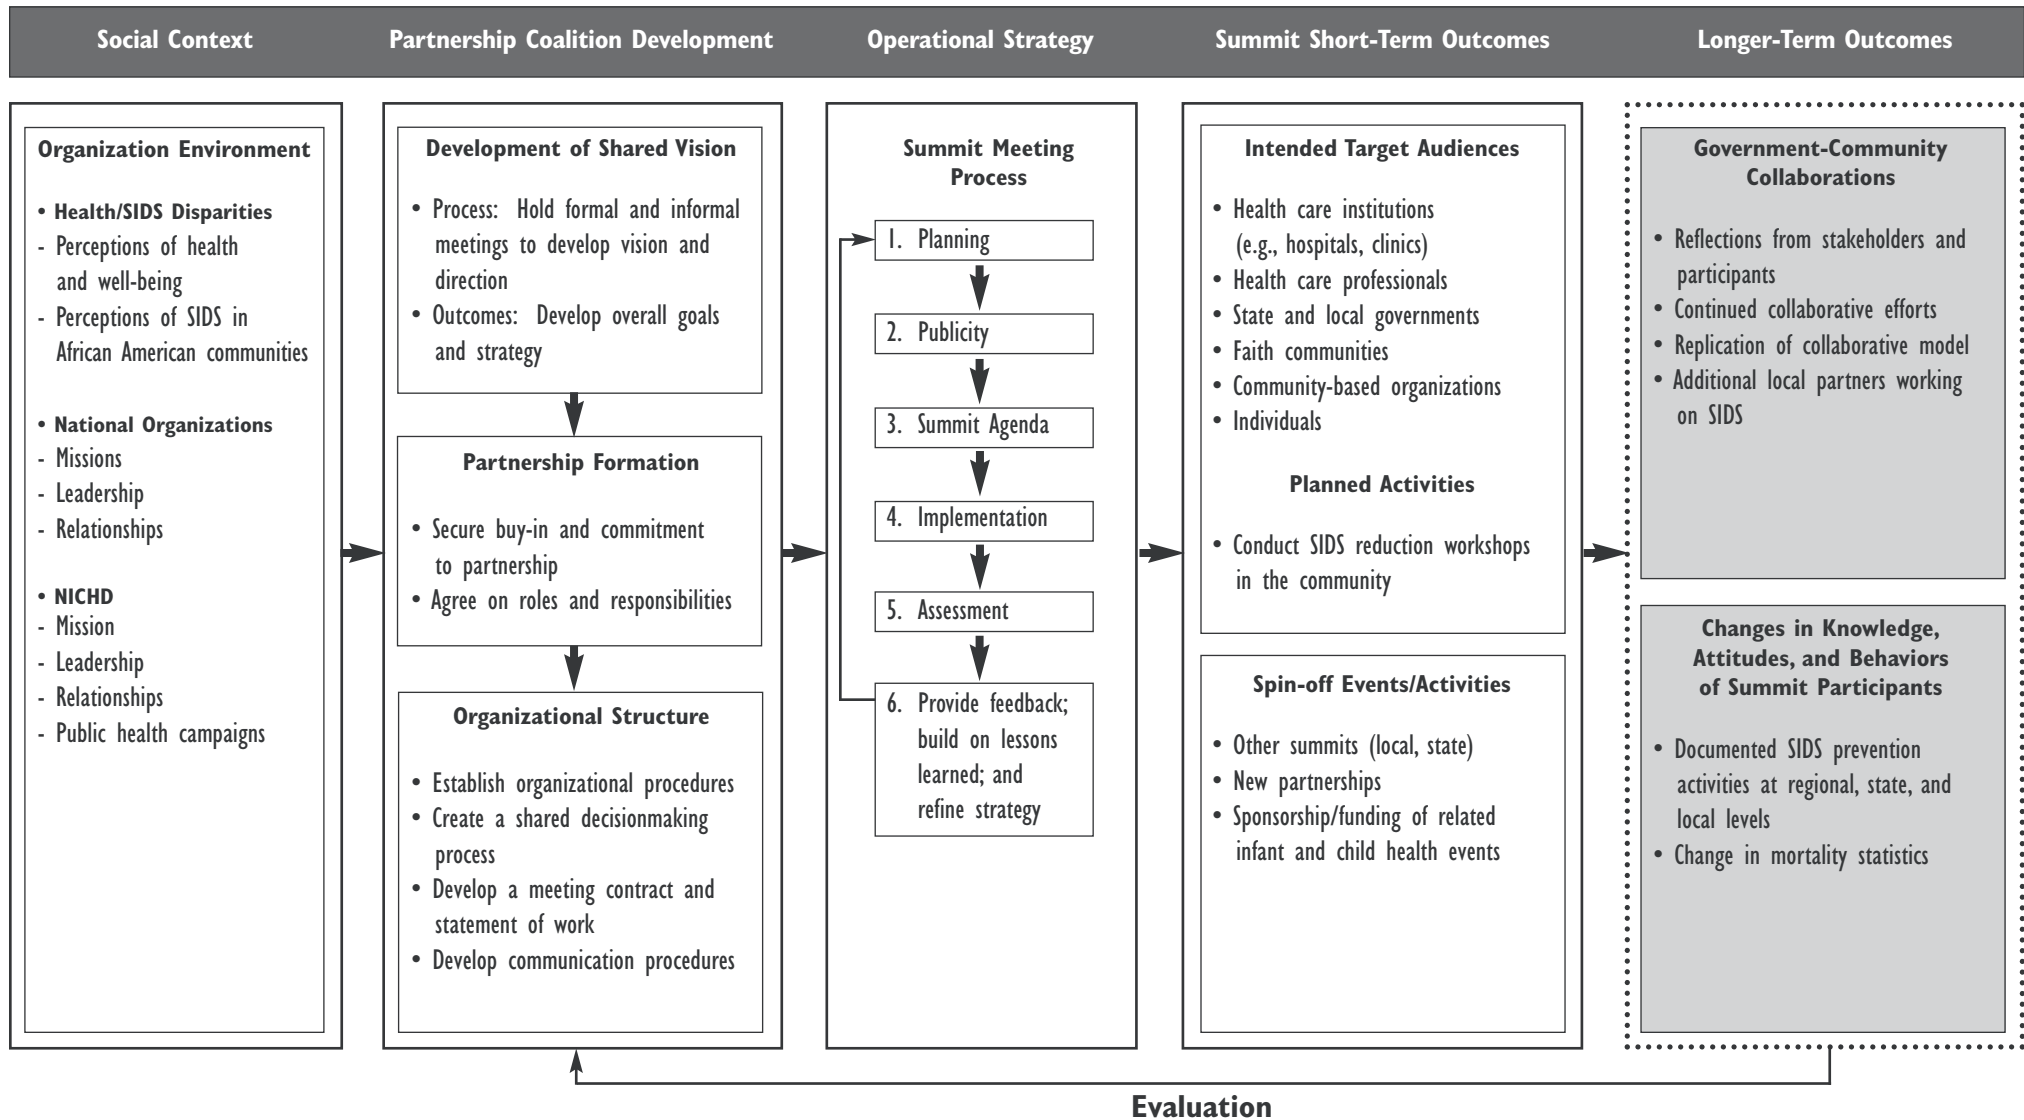 Social Context
Partnership Coalition Development
Operational Strategy
Summit Short-Term Outcomes
Longer-Term Outcomes
Organization Environment
• Health/SIDS Disparities
- Perceptions of health
and well-being
- Perceptions of SIDS in
African American communities
• National Organizations
- Missions
- Leadership
- Relationships
• NICHD
- Mission
- Leadership
- Relationships
- Public health campaigns
Development of Shared Vision
• Process: Hold formal and informal
meetings to develop vision and
direction
• Outcomes: Develop overall goals
and strategy
Partnership Formation
• Secure buy-in and commitment
to partnership
• Agree on roles and responsibilities
Organizational Structure
• Establish organizational procedures
• Create a shared decisionmaking
process
• Develop a meeting contract and
statement of work
• Develop communication procedures
Summit Meeting
Process
1. Planning
2. Publicity
3. Summit Agenda
4. Implementation
5. Assessment
6. Provide feedback;
build on lessons
learned; and
refine strategy
Intended Target Audiences
• Health care institutions
(e.g., hospitals, clinics)
• Health care professionals
• State and local governments
• Faith communities
• Community-based organizations
• Individuals
Planned Activities
• Conduct SIDS reduction workshops
in the community
Spin-off Events/Activities
• Other summits (local, state)
• New partnerships
• Sponsorship/funding of related
infant and child health events
Government-Community
Collaborations
• Reflections from stakeholders and
participants
• Continued collaborative efforts
• Replication of collaborative model
• Additional local partners working
on SIDS
Changes in Knowledge,
Attitudes, and Behaviors
of Summit Participants
• Documented SIDS prevention
activities at regional, state, and
local levels
• Change in mortality statistics
Evaluation